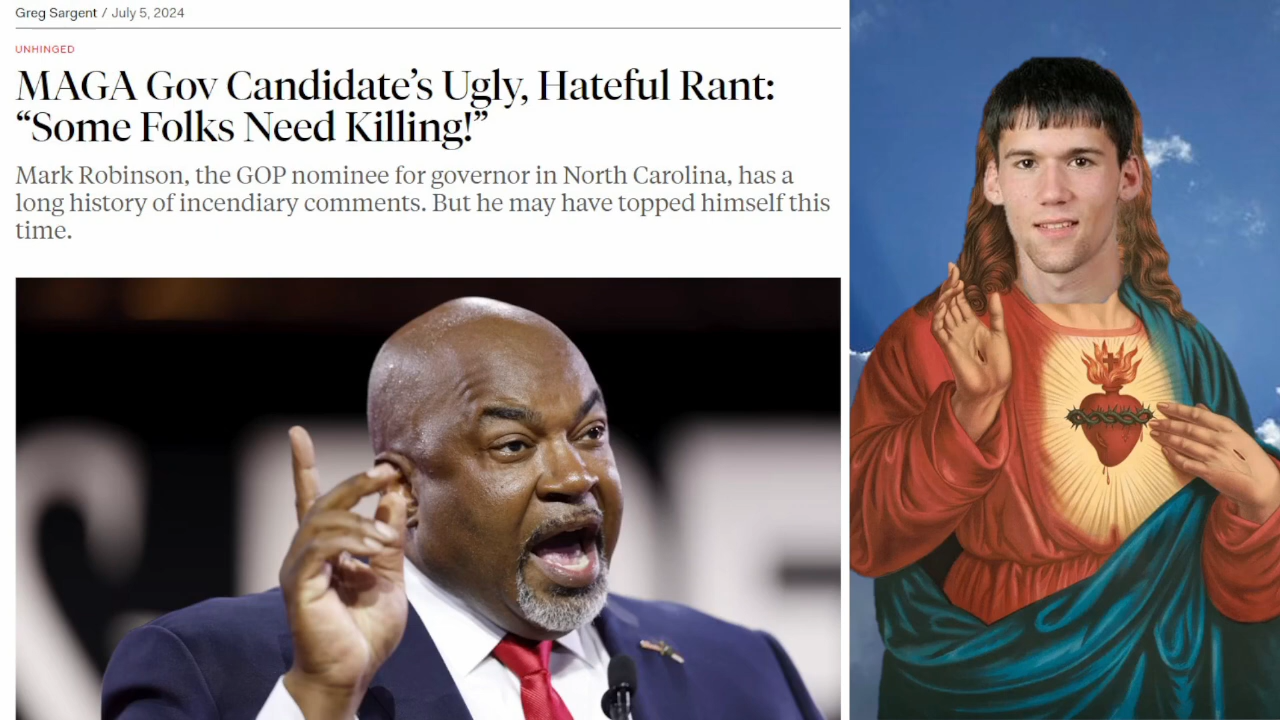 Greg Sargent / July 5, 2024
UNHINGED
MAGA Gov Candidate’s Ugly, Hateful Rant:
“Some Folks Need Killing!”
Mark Robinson, the GOP nominee for governor in North Carolina, has a
long history of incendiary comments. But he may have topped himself this
time.